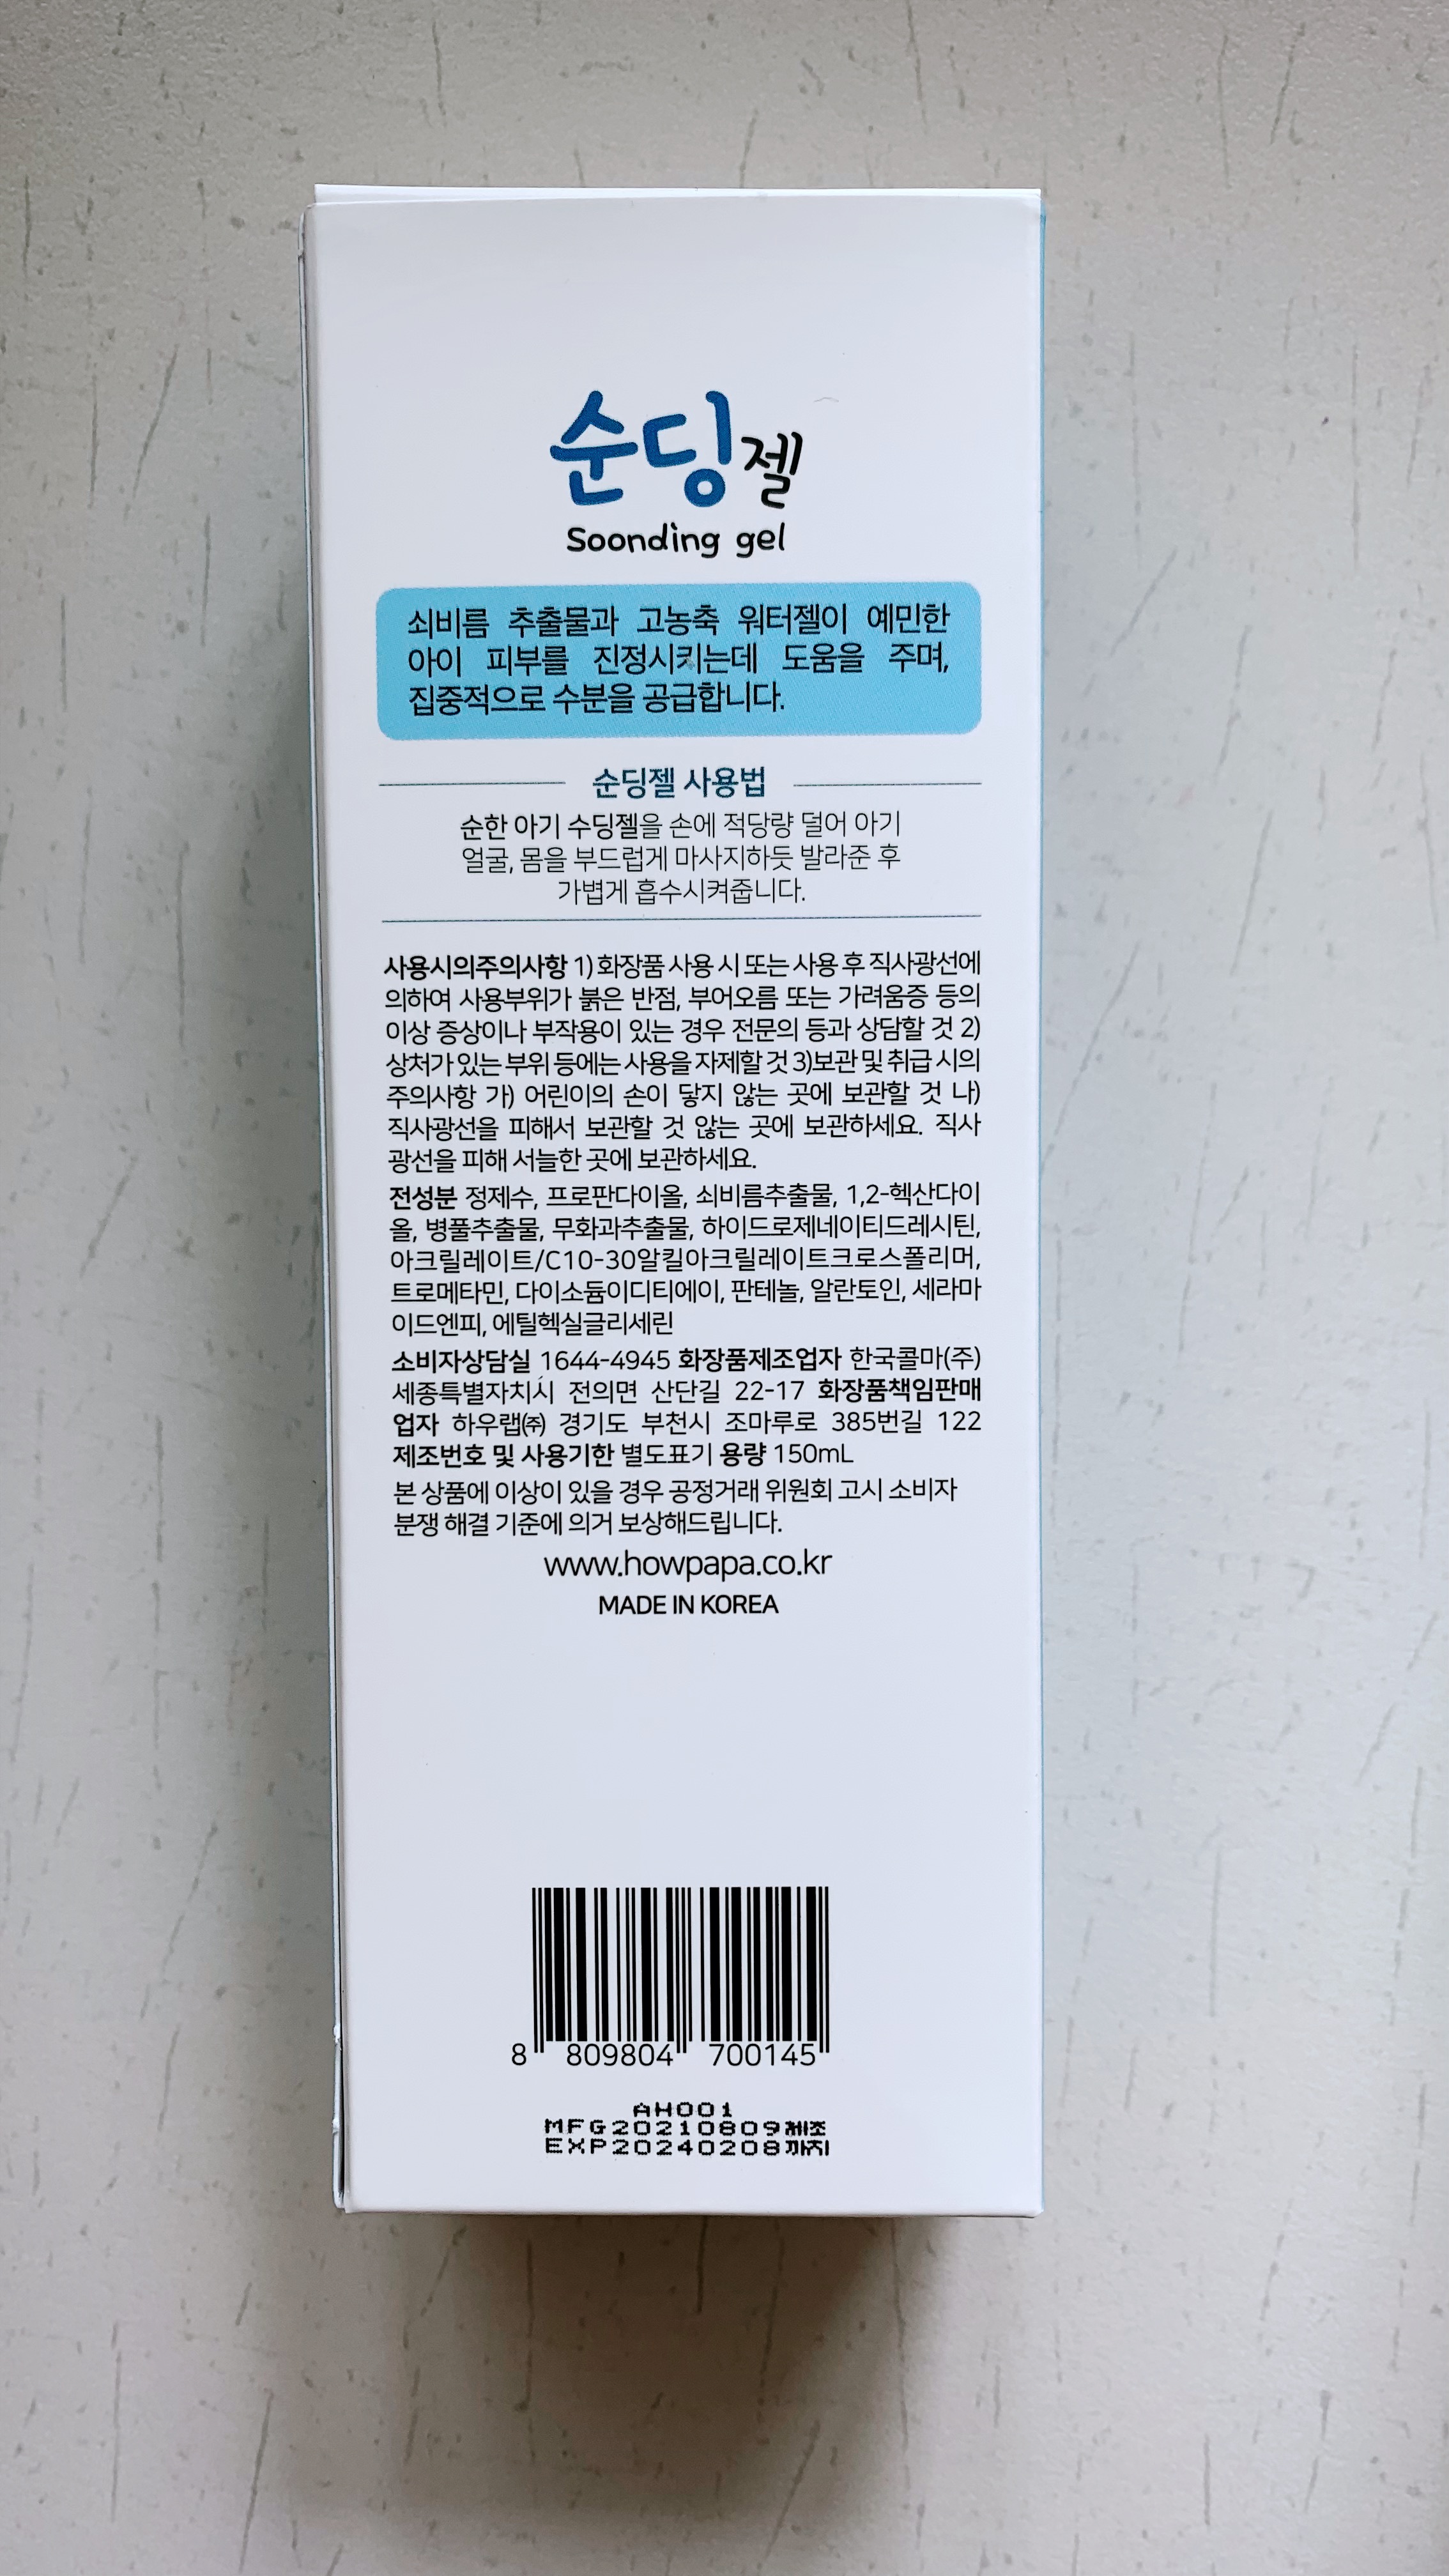 순딩젤
Soonding gel
쇠비름 추출물과 고농축 워터젤이 예민한
아이 피부를 진정시키는데 도움을 주며,
집중적으로 수분을 공급합니다.
순딩젤 사용법
순한 아기 수딩젤을 손에 적당량 덜어 아기
얼굴, 몸을 부드럽게 마사지하듯 발라준 후
가볍게 흡수시켜줍니다.
사용시의주의사항 1) 화장품 사용 시 또는 사용 후 직사광선에
의하여 사용부위가 붉은 반점, 부어오름 또는 가려움증 등의
이상 증상이나 부작용이 있는 경우 전문의 등과 상담할 것 2)
상처가 있는 부위 등에는 사용을 자제할 것 3)보관 및 취급 시의
주의사항 가) 어린이의 손이 닿지 않는 곳에 보관할 것 나)
직사광선을 피해서 보관할 것 않는 곳에 보관하세요. 직사
광선을 피해 서늘한 곳에 보관하세요.
전성분 정제수, 프로판다이올, 쇠비름추출물, 1,2-헥산다이
올, 병풀추출물, 무화과추출물, 하이드로제네이티드레시틴,
아크릴레이트/C10-30알킬아크릴레이트크로스폴리머,
트로메타민, 다이소듐이디티에이, 판테놀, 알란토인, 세라마
이드엔피, 에틸헥실글리세린
소비자상담실 1644-4945 화장품제조업자 한국콜마(주)
세종특별자치시 전의면 산단길 22-17 화장품책임판매
업자 하우랩㈜ 경기도 부천시 조마루로 385번길 122
제조번호 및 사용기한 별도표기 용량 150mL
본 상품에 이상이 있을 경우 공정거래 위원회 고시 소비자
분쟁 해결 기준에 의거 보상해드립니다.
www.howpapa.co.kr
MADE IN KOREA
8 809804 700145
AH001
MFG20210809제조
EXP20240208까지